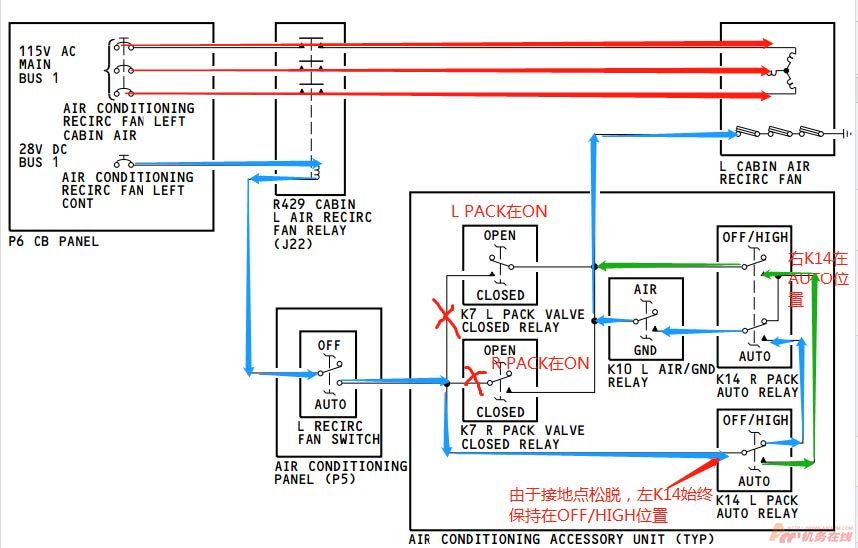 115V AC
MAIN
BUS 1
AIR CONDITIONING
RECIRC FAN LEFT
CABIN AIR
28V DC
BUS 1
AIR CONDITIONING
RECIRC FAN LEFT
CONT
P6 CB PANEL
R429 CABIN
L AIR RECIRC
FAN RELAY
(J22)
L CABIN AIR
RECIRC FAN
L PACK在ON
OPEN
CLOSED
K7 L PACK VALVE
CLOSED RELAY
OPEN
R PACK在ON
CLOSED
K7 R PACK VALVE
CLOSED RELAY
AIR
GND
K10 L AIR/GND
RELAY
OFF/HIGH
右K14在
AUTO位
置
AUTO
K14 R PACK
AUTO RELAY
OFF/HIGH
AUTO
K14 L PACK
AUTO RELAY
由于接地点松脱，左K14始终
保持在OFF/HIGH位置
OFF
AUTO
L RECIRC
FAN SWITCH
AIR CONDITIONING
PANEL (P5)
AIR CONDITIONING ACCESSORY UNIT (TYP)
机务在线